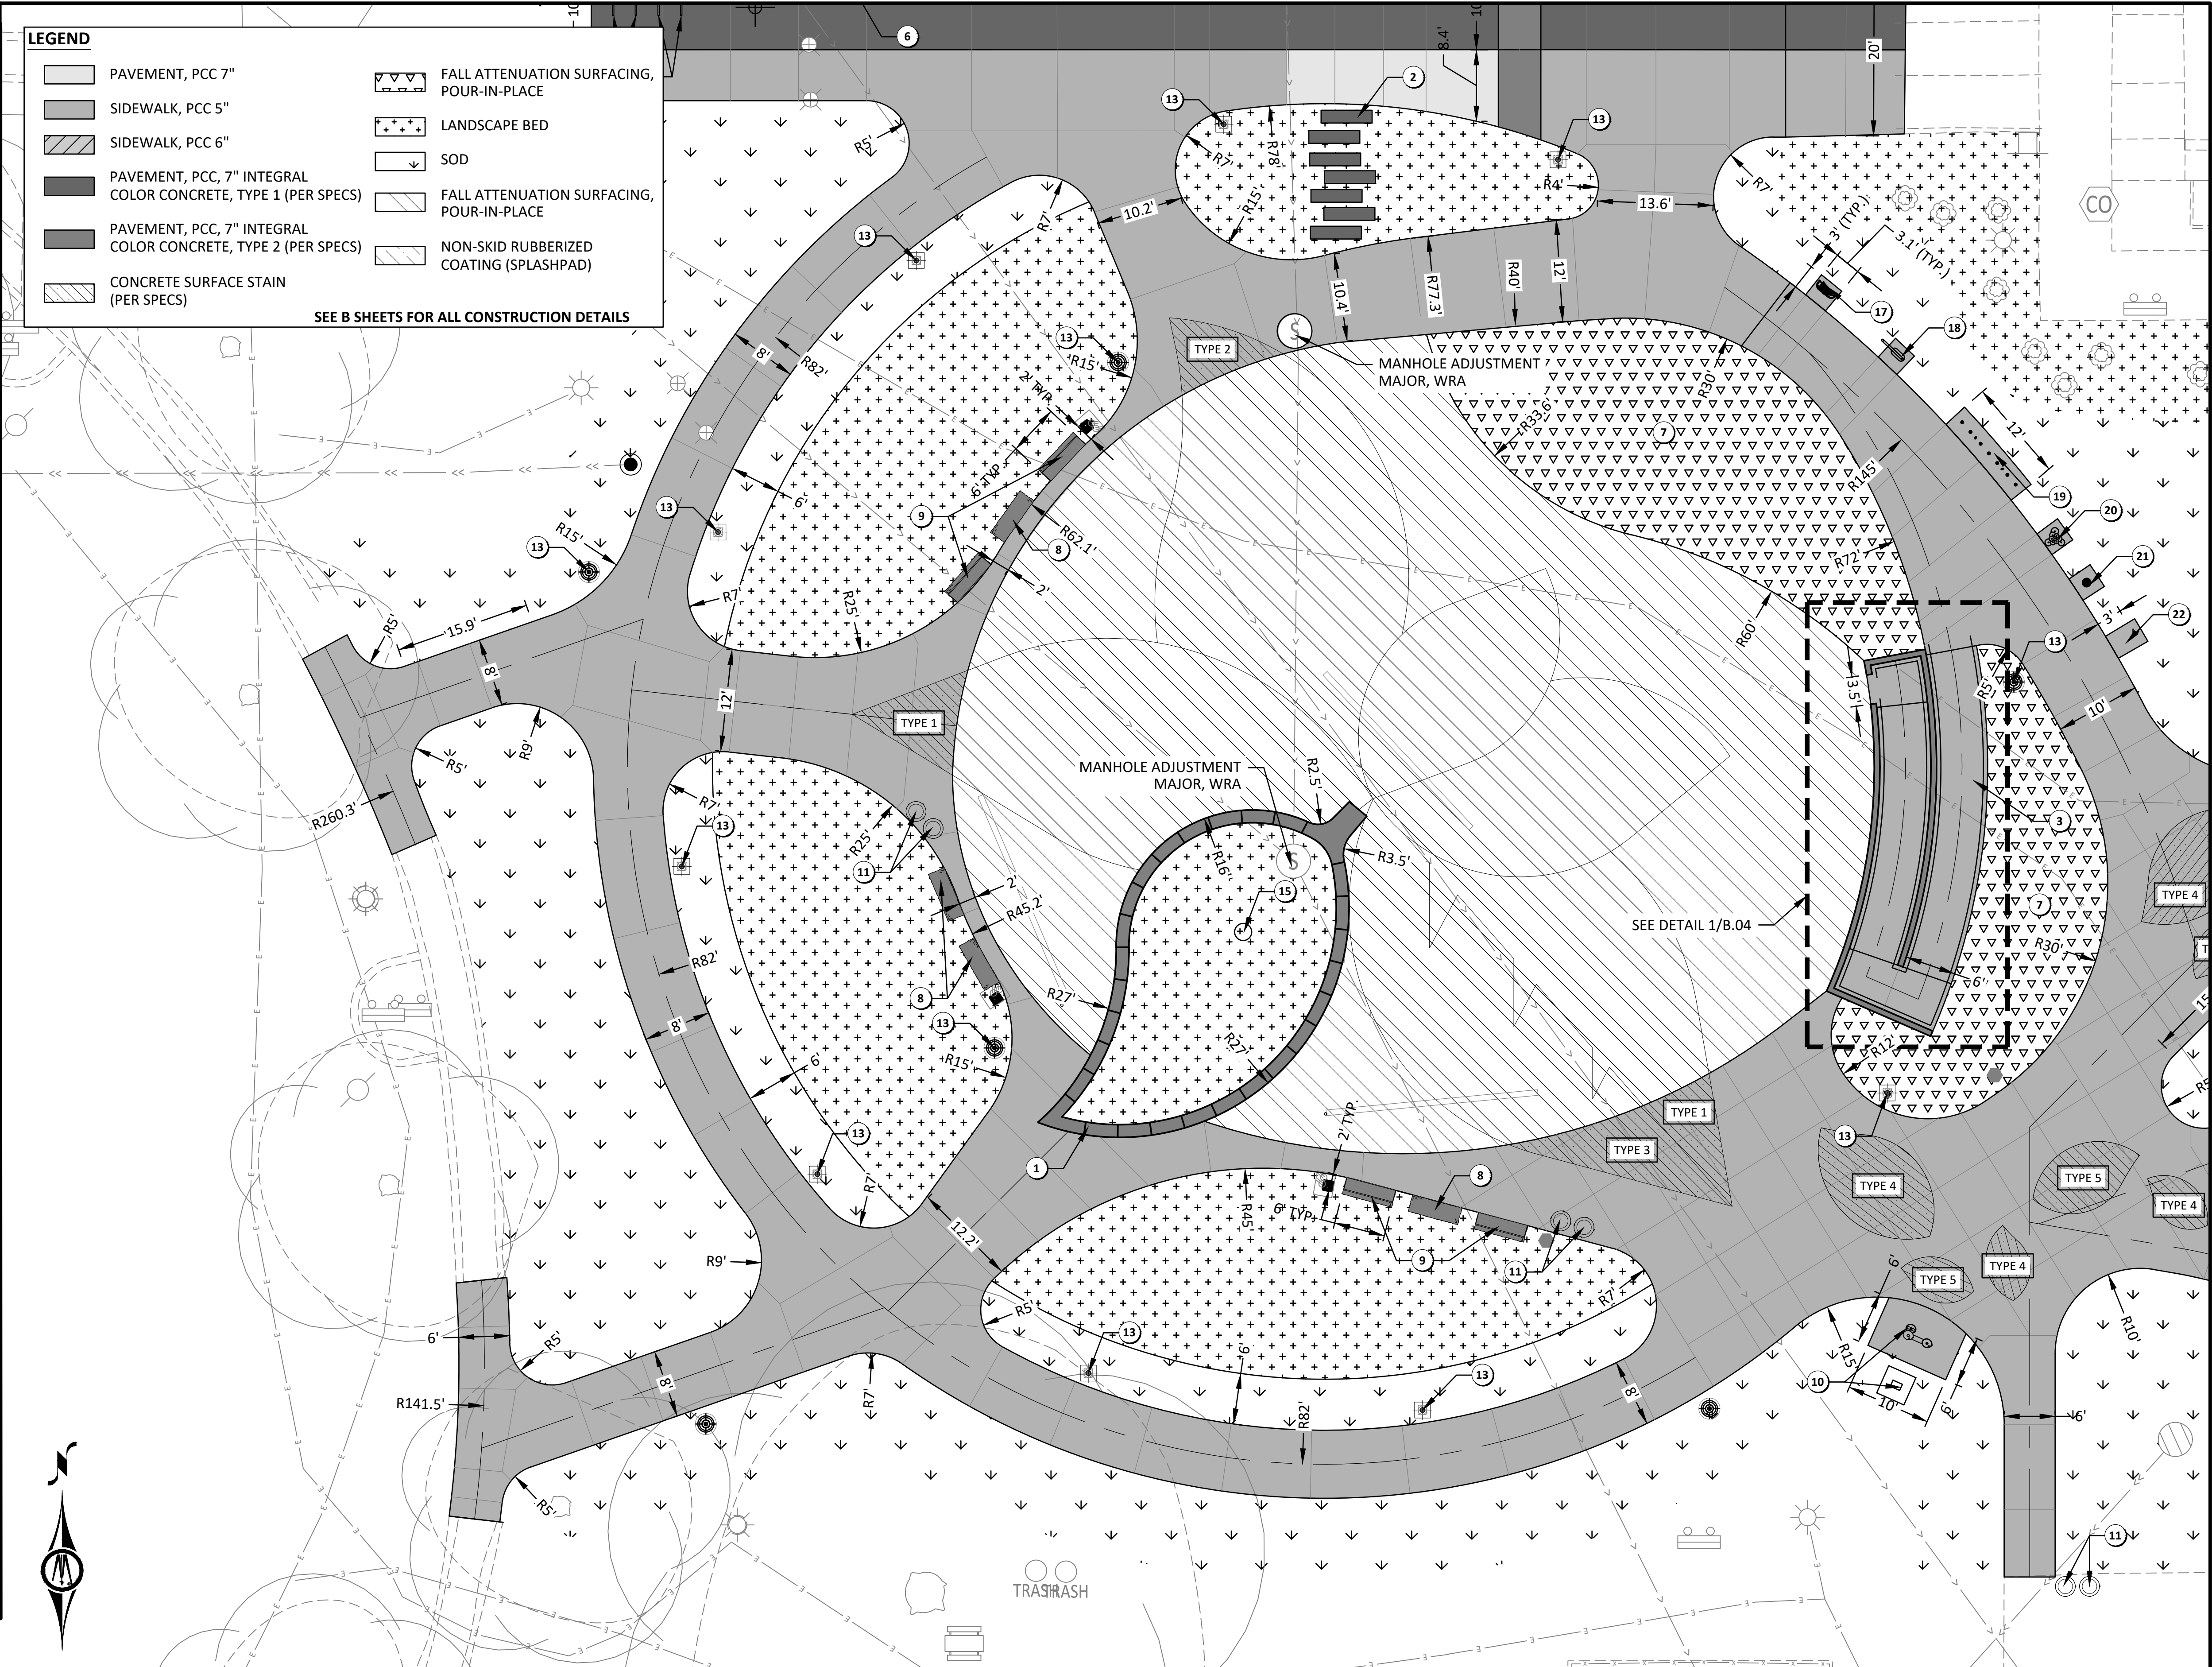 LEGEND
PAVEMENT, PCC 7"
SIDEWALK, PCC 5"
SIDEWALK, PCC 6"
PAVEMENT, PCC, 7" INTEGRAL
COLOR CONCRETE, TYPE 1 (PER SPECS)
PAVEMENT, PCC, 7" INTEGRAL
COLOR CONCRETE, TYPE 2 (PER SPECS)
CONCRETE SURFACE STAIN
(PER SPECS)
FALL ATTENUATION SURFACING,
POUR-IN-PLACE
LANDSCAPE BED
SOD
FALL ATTENUATION SURFACING,
POUR-IN-PLACE
NON-SKID RUBBERIZED
COATING (SPLASHPAD)
SEE B SHEETS FOR ALL CONSTRUCTION DETAILS
10
6
10
8.4'
20'
2
13
13
R5'
R7'
R78'
R15'
R4'
13.6'
R7'
CO
10.2'
R7'
13
3' (TYP.)
3.1' (TYP.)
17
18
10.4'
R77.3'
R40'
12'
TYPE 2
S
MANHOLE ADJUSTMENT
MAJOR, WRA
13
R15'
8'
R82'
R30'
2' TYP.
R33.6'
7
12'
6' TYP.
R145'
6'
19
13
9
20
R62.1'
8
R15'
13
21
R72'
2'
R7'
R25'
3'
22
R5'
15.9'
R60'
13
8'
3.5'
R5'
12'
10'
TYPE 1
R9'
R5'
MANHOLE ADJUSTMENT
MAJOR, WRA
R2.5'
R260.3'
R7'
13
R25'
3
11
R16'
S
R3.5'
2'
15
TYPE 4
7
R45.2'
SEE DETAIL 1/B.04
R30'
R82'
6'
8
R27'
13
8'
R27'
R12'
6'
R15'
15
R5
TYPE 1
2' TYP.
13
13
TYPE 3
1
8
TYPE 4
TYPE 5
TYPE 4
R7'
R45'
6' TYP.
12.2'
9
11
R9'
6'
TYPE 4
TYPE 5
R5'
R7'
6'
R5'
13
R10'
R15'
8'
6'
13
8'
10
10'
6'
6'
R141.5'
R7'
R82'
R5'
N
11
TRASH
TRASH